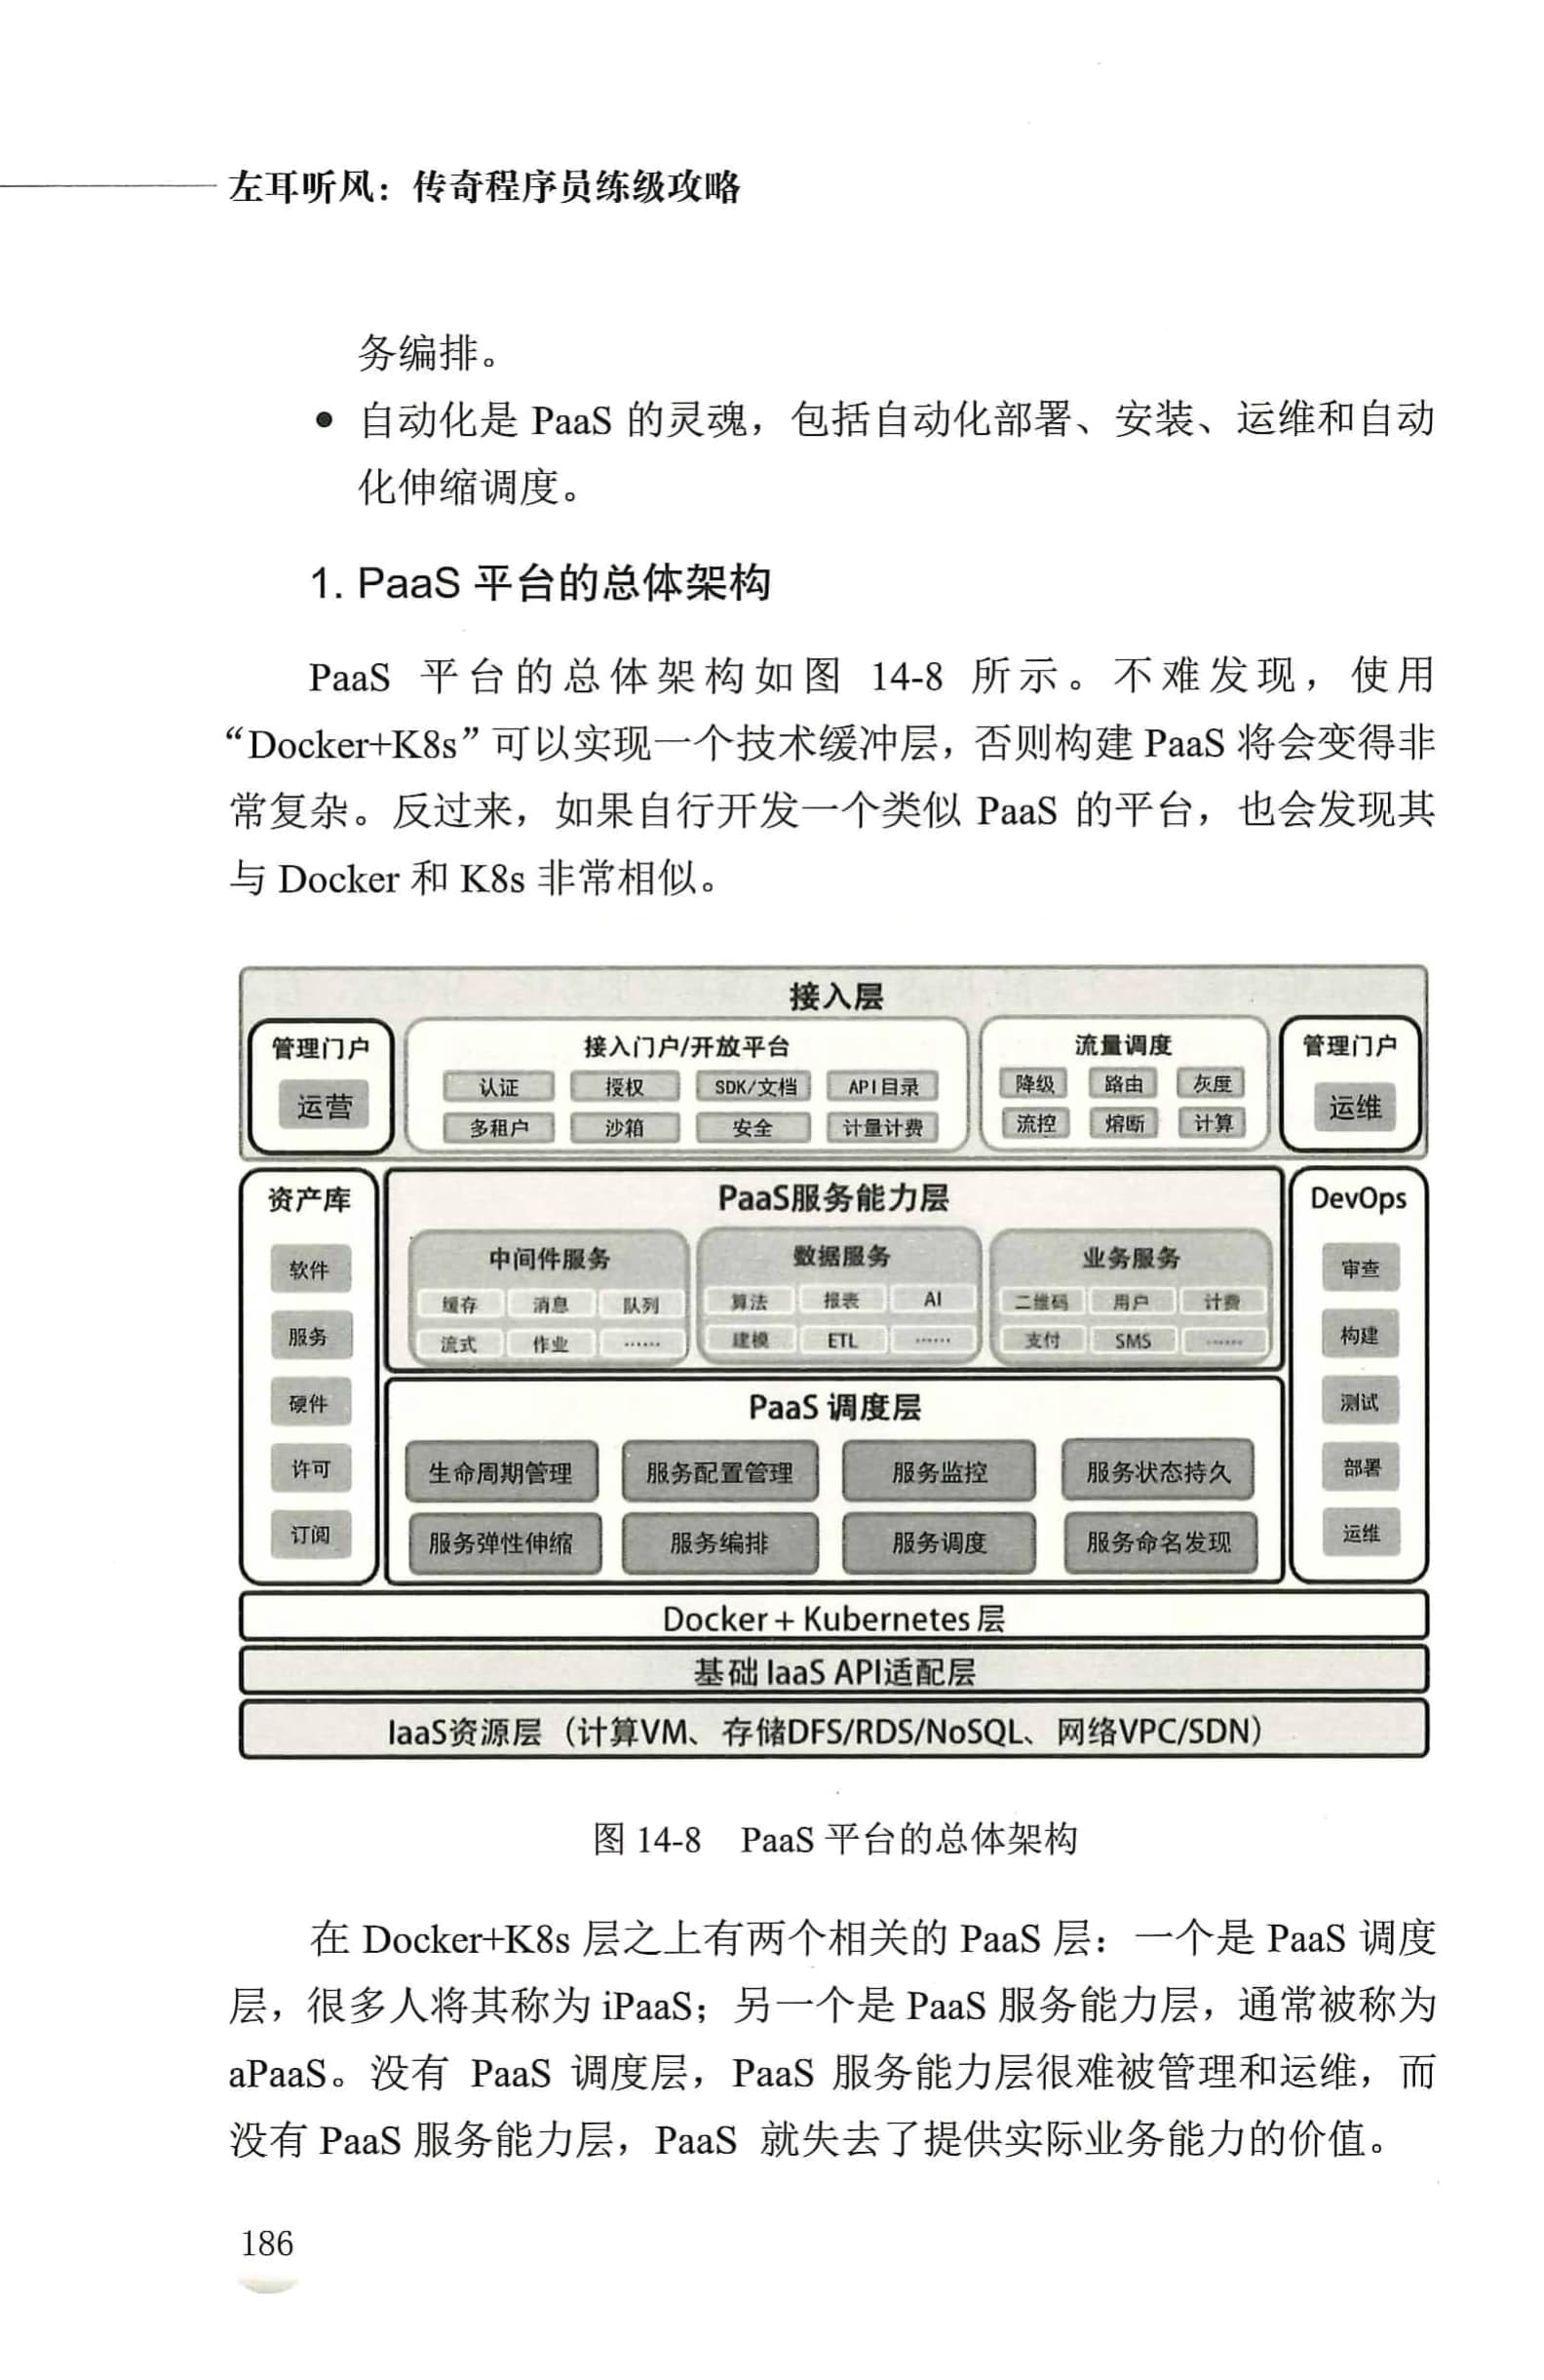 左耳听风：传奇程序员练级攻略
务编排。
● 自动化是 PaaS 的灵魂，包括自动化部署、安装、运维和自动
化伸缩调度。
1. PaaS 平台的总体架构
PaaS 平台的总体架构如图 14-8 所示。不难发现，使用
“Docker+K8s”可以实现一个技术缓冲层，否则构建 PaaS 将会变得非
常复杂。反过来，如果自行开发一个类似 PaaS 的平台，也会发现其
与 Docker 和 K8s 非常相似。
接入层
管理门户
运营
接入门户/开放平台
认证 授权 SDK/文档 API目录
多租户 沙箱 安全 计量计费
流量调度
降级 路由 灰度
流控 熔断 计算
管理门户
运维
资产库
软件
服务
硬件
许可
订阅
PaaS服务能力层
中间件服务
缓存 消息 队列
流式 作业 ……
数据服务
算法 报表 AI
建模 ETL ……
业务服务
二维码 用户 计费
支付 SMS ……
PaaS 调度层
生命周期管理 服务配置管理 服务监控 服务状态持久
服务弹性伸缩 服务编排 服务调度 服务命名发现
DevOps
审查
构建
测试
部署
运维
Docker + Kubernetes 层
基础 IaaS API适配层
IaaS资源层（计算VM、存储DFS/RDS/NoSQL、网络VPC/SDN）
图 14-8 PaaS 平台的总体架构
在 Docker+K8s 层之上有两个相关的 PaaS 层：一个是 PaaS 调度
层，很多人将其称为 iPaaS；另一个是 PaaS 服务能力层，通常被称为
aPaaS。没有 PaaS 调度层，PaaS 服务能力层很难被管理和运维，而
没有 PaaS 服务能力层，PaaS 就失去了提供实际业务能力的价值。
186